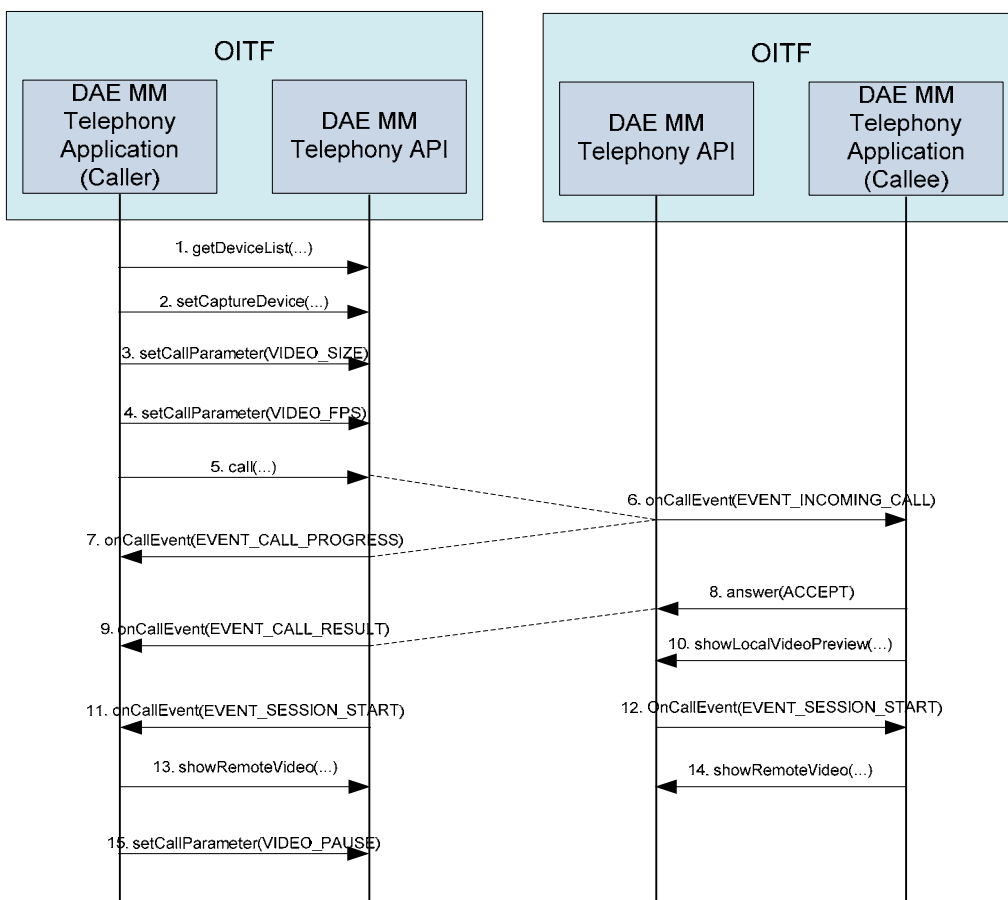 OITF
OITF
DAE MM
Telephony
Application
(Caller)
DAE MM
Telephony API
DAE MM
Telephony API
DAE MM
Telephony
Application
(Callee)
1. getDeviceList(...)
2. setCaptureDevice(...)
3. setCallParameter(VIDEO_SIZE)
4. setCallParameter(VIDEO_FPS)
5. call(...)
6. onCallEvent(EVENT_INCOMING_CALL)
7. onCallEvent(EVENT_CALL_PROGRESS)
8. answer(ACCEPT)
9. onCallEvent(EVENT_CALL_RESULT)
10. showLocalVideoPreview(...)
11. onCallEvent(EVENT_SESSION_START)
12. OnCallEvent(EVENT_SESSION_START)
13. showRemoteVideo(...)
14. showRemoteVideo(...)
15. setCallParameter(VIDEO_PAUSE)